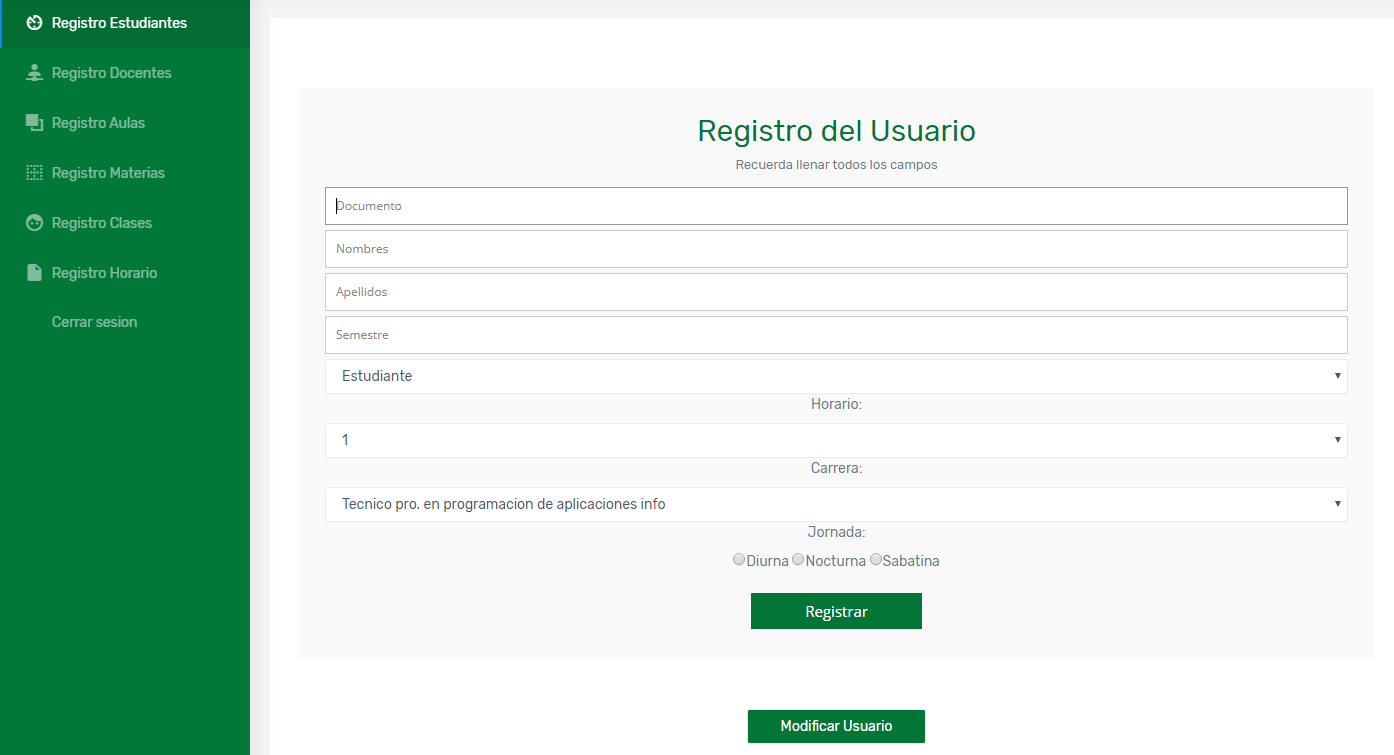 Registro Estudiantes
Registro Docentes
Registro Aulas
Registro Materias
Registro Clases
Registro Horario
Cerrar sesion
Registro del Usuario
Recuerda llenar todos los campos
Documento
Nombres
Apellidos
Semestre
Estudiante
Horario:
1
Carrera:
Tecnico pro. en programacion de aplicaciones info
Jornada:
Diurna Nocturna Sabatina
Registrar
Modificar Usuario